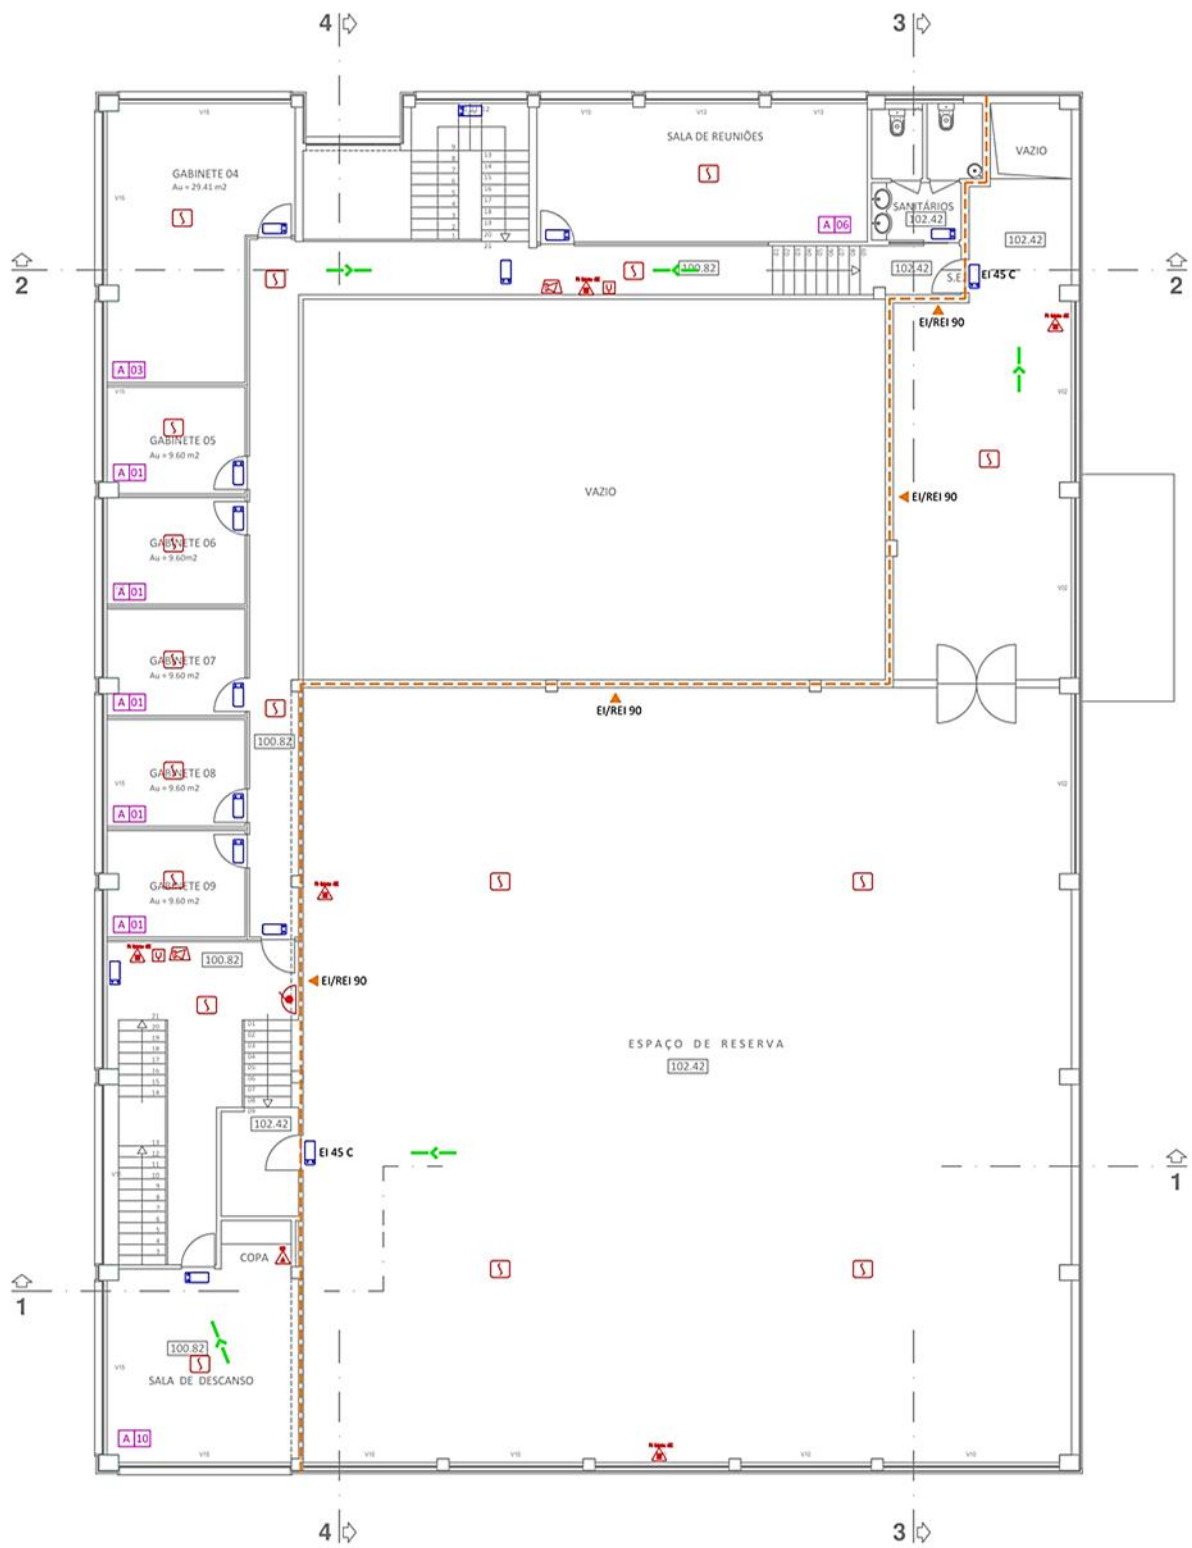 4
3
SALA DE REUNIÕES
VAZIO
GABINETE 04
Au = 29.41 m2
A 06
SANITÁRIOS
102.42
102.42
2
100.82
102.42
EI 45 C
2
EI/REI 90
A 03
GABINETE 05
Au = 9.60 m2
A 01
VAZIO
EI/REI 90
GABINETE 06
Au = 9.60m2
A 01
GABINETE 07
Au = 9.60 m2
A 01
EI/REI 90
100.82
GABINETE 08
Au = 9.60 m2
A 01
GABINETE 09
Au = 9.60 m2
A 01
100.82
EI/REI 90
ESPAÇO DE RESERVA
102.42
102.42
EI 45 C
1
COPA
1
100.82
SALA DE DESCANSO
A 10
4
3